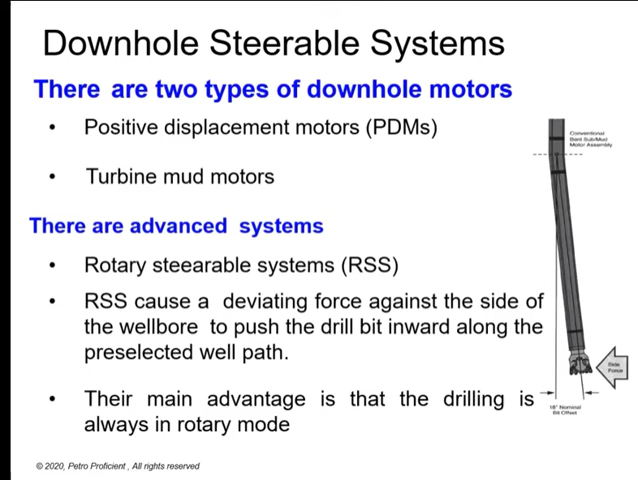 Downhole Steerable Systems
There are two types of downhole motors
• Positive displacement motors (PDMs)
• Turbine mud motors
There are advanced systems
• Rotary steearable systems (RSS)
• RSS cause a deviating force against the side of
the wellbore to push the drill bit inward along the
preselected well path.
• Their main advantage is that the drilling is
always in rotary mode
Conventional
Bent Sub/Mud
Motor Assembly
Side
Force
18" Nominal
Bit Offset
© 2020, Petro Proficient , All rights reserved